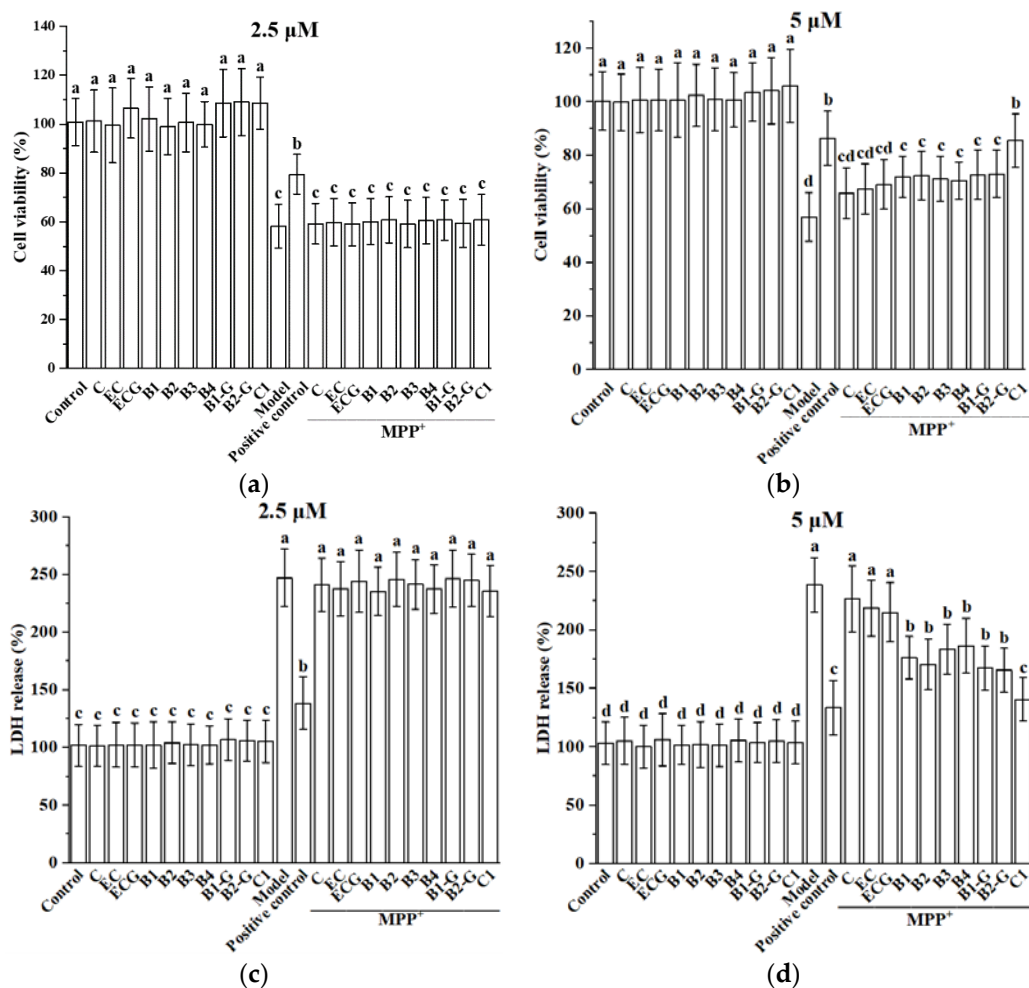 2.5 μM
140
120
100
80
60
40
20
0
Cell viability (%)
a a a a a a a a a a c b c c c c c c c c c c
Control C EC ECG B1 B2 B3 B4 B1-G B2-G C1 Model Positive control C EC ECG B1 B2 B3 B4 B1-G B2-G C1
MPP+
(a)
5 μM
120
100
80
60
40
20
0
Cell viability (%)
a a a a a a a a a a a d b cd cd cd c c c c c c b
Control C EC ECG B1 B2 B3 B4 B1-G B2-G C1 Model Positive control C EC ECG B1 B2 B3 B4 B1-G B2-G C1
MPP+
(b)
2.5 μM
300
250
200
150
100
50
0
LDH release (%)
c c c c c c c c c c c a b a a a a a a a a a a
Control C EC ECG B1 B2 B3 B4 B1-G B2-G C1 Model Positive control C EC ECG B1 B2 B3 B4 B1-G B2-G C1
MPP+
(c)
5 μM
300
250
200
150
100
50
0
LDH release (%)
d d d d d d d d d d d a c a a a b b b b b b c
Control C EC ECG B1 B2 B3 B4 B1-G B2-G C1 Model Positive control C EC ECG B1 B2 B3 B4 B1-G B2-G C1
MPP+
(d)